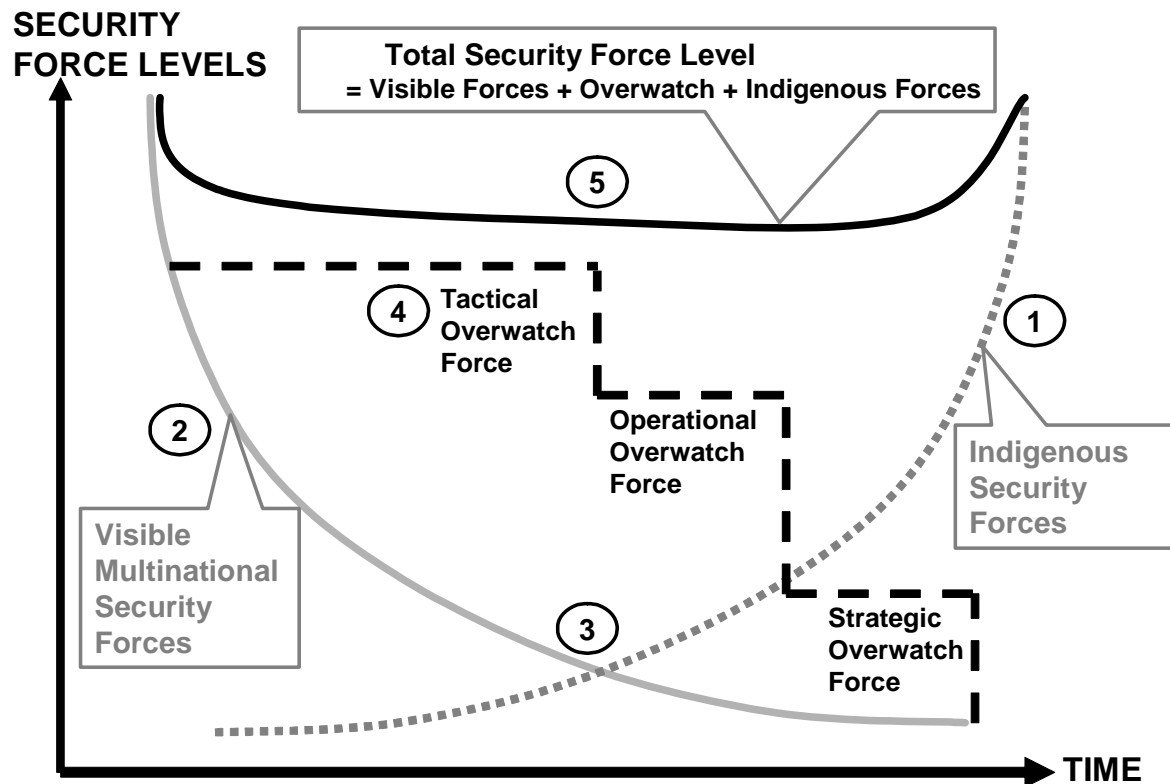 SECURITY
FORCE LEVELS
Total Security Force Level
= Visible Forces + Overwatch + Indigenous Forces
5
4
Tactical
Overwatch
Force
1
2
Operational
Overwatch
Force
Indigenous
Security
Forces
Visible
Multinational
Security
Forces
3
Strategic
Overwatch
Force
TIME